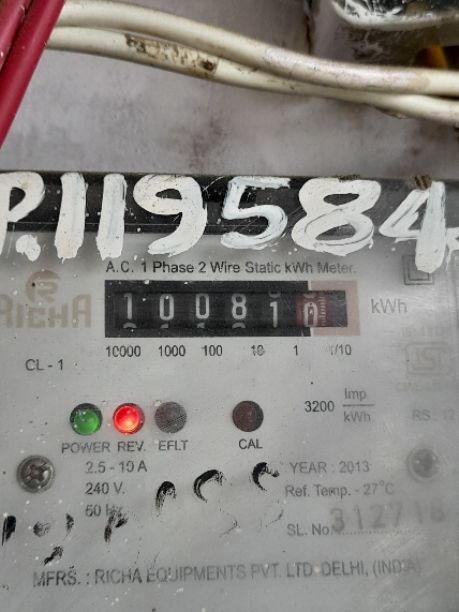 P.119584
A.C. 1 Phase 2 Wire Static kWh Meter.
RICHA
100810 kWh
10000 1000 100 10 1 1/10
CL - 1
3200 Imp/kWh
POWER REV. EFLT CAL
2.5 - 10 A
240 V.
YEAR : 2013
Ref. Temp. - 27°C
SL. No. 312718
MFRS. : RICHA EQUIPMENTS PVT. LTD. DELHI, (INDIA)